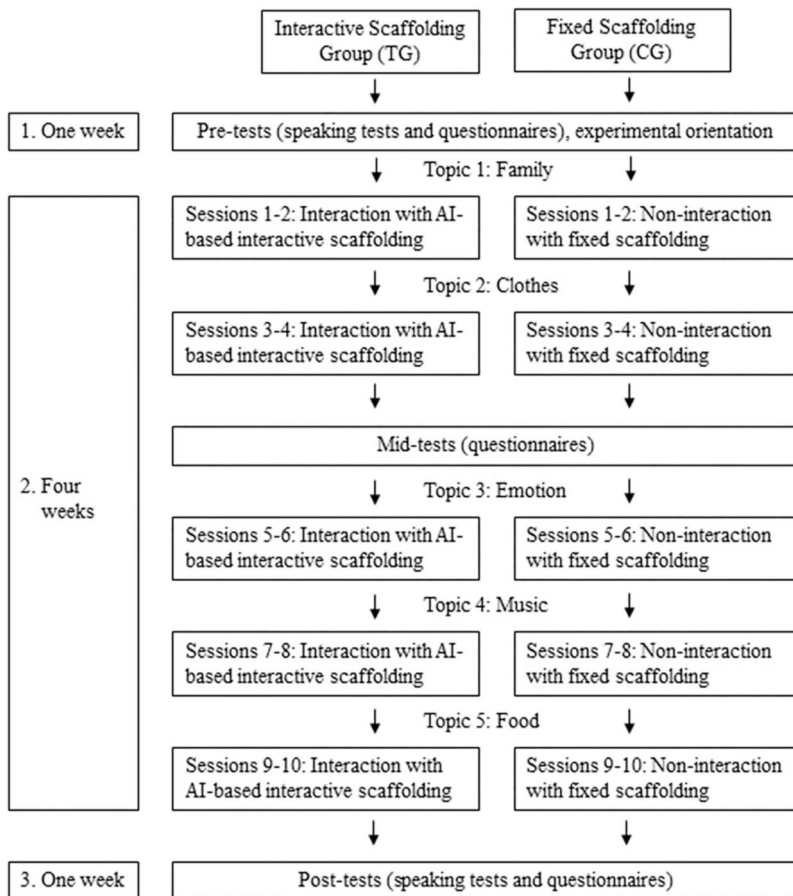 Interactive Scaffolding
Group (TG)
Fixed Scaffolding
Group (CG)
1. One week
Pre-tests (speaking tests and questionnaires), experimental orientation
Topic 1: Family
Sessions 1-2: Interaction with AI-
based interactive scaffolding
Sessions 1-2: Non-interaction
with fixed scaffolding
Topic 2: Clothes
Sessions 3-4: Interaction with AI-
based interactive scaffolding
Sessions 3-4: Non-interaction
with fixed scaffolding
Mid-tests (questionnaires)
2. Four
weeks
Topic 3: Emotion
Sessions 5-6: Interaction with AI-
based interactive scaffolding
Sessions 5-6: Non-interaction
with fixed scaffolding
Topic 4: Music
Sessions 7-8: Interaction with AI-
based interactive scaffolding
Sessions 7-8: Non-interaction
with fixed scaffolding
Topic 5: Food
Sessions 9-10: Interaction with
AI-based interactive scaffolding
Sessions 9-10: Non-interaction
with fixed scaffolding
3. One week
Post-tests (speaking tests and questionnaires)